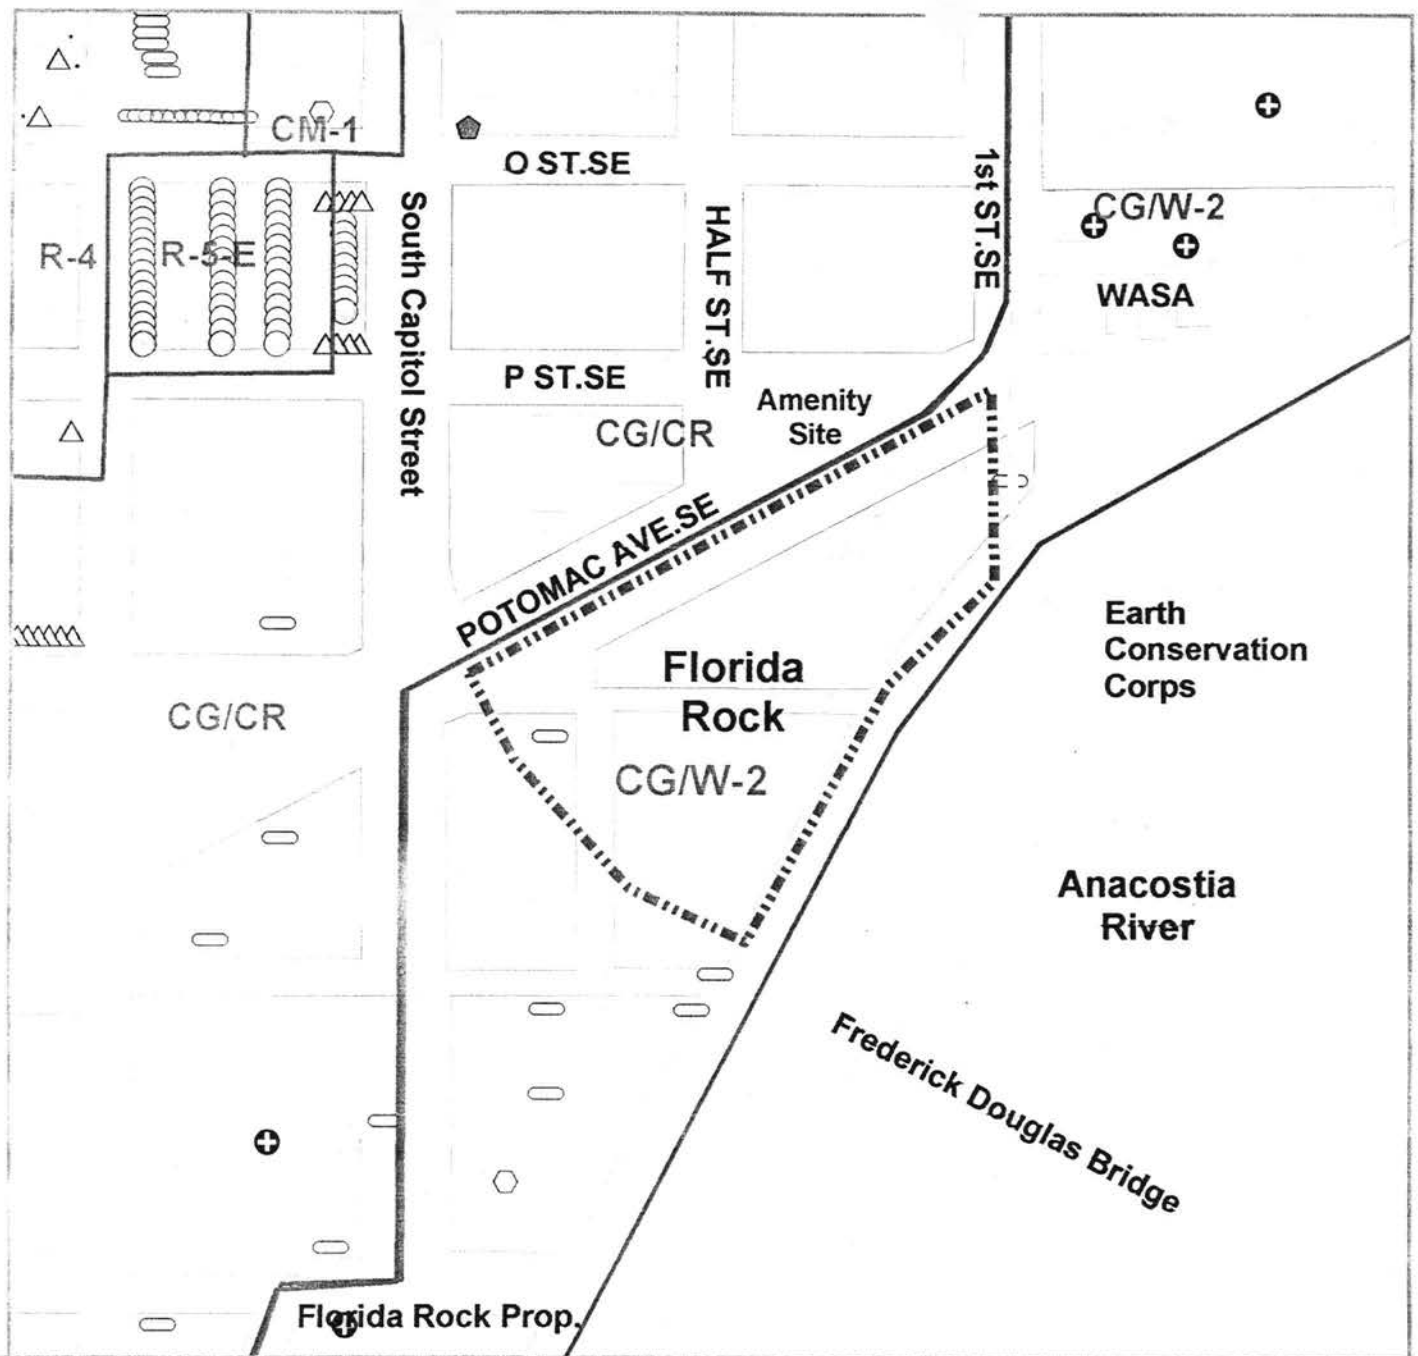 CM-1
O ST.SE
1st ST.SE
CG/W-2
R-4
R-5-E
South Capitol Street
HALF ST.SE
WASA
P ST.SE
Amenity
Site
CG/CR
POTOMAC AVE.SE
Earth
Conservation
Corps
Florida
Rock
CG/CR
CG/W-2
Anacostia
River
Frederick Douglas Bridge
Florida Rock Prop.